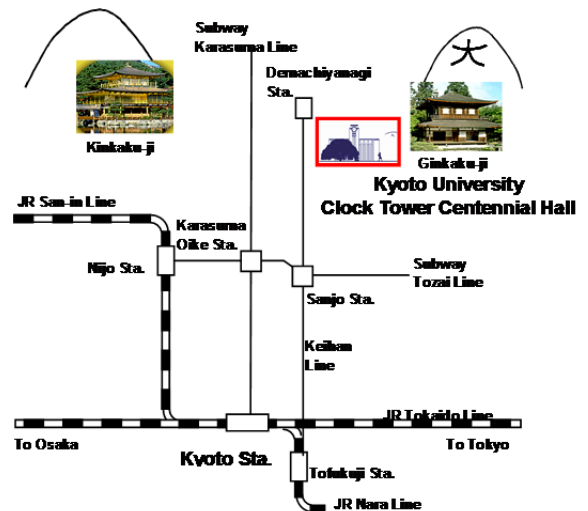 Subway
Karasuma Line
Demachiyanagi
Sta.
大
Kinkaku-ji
Ginkaku-ji
Kyoto University
Clock Tower Centennial Hall
JR San-in Line
Karasuma
Oike Sta.
Nijo Sta.
Subway
Tozai Line
Sanjo Sta.
Keihan
Line
JR Tokaido Line
To Osaka
To Tokyo
Kyoto Sta.
Tofukuji Sta.
JR Nara Line